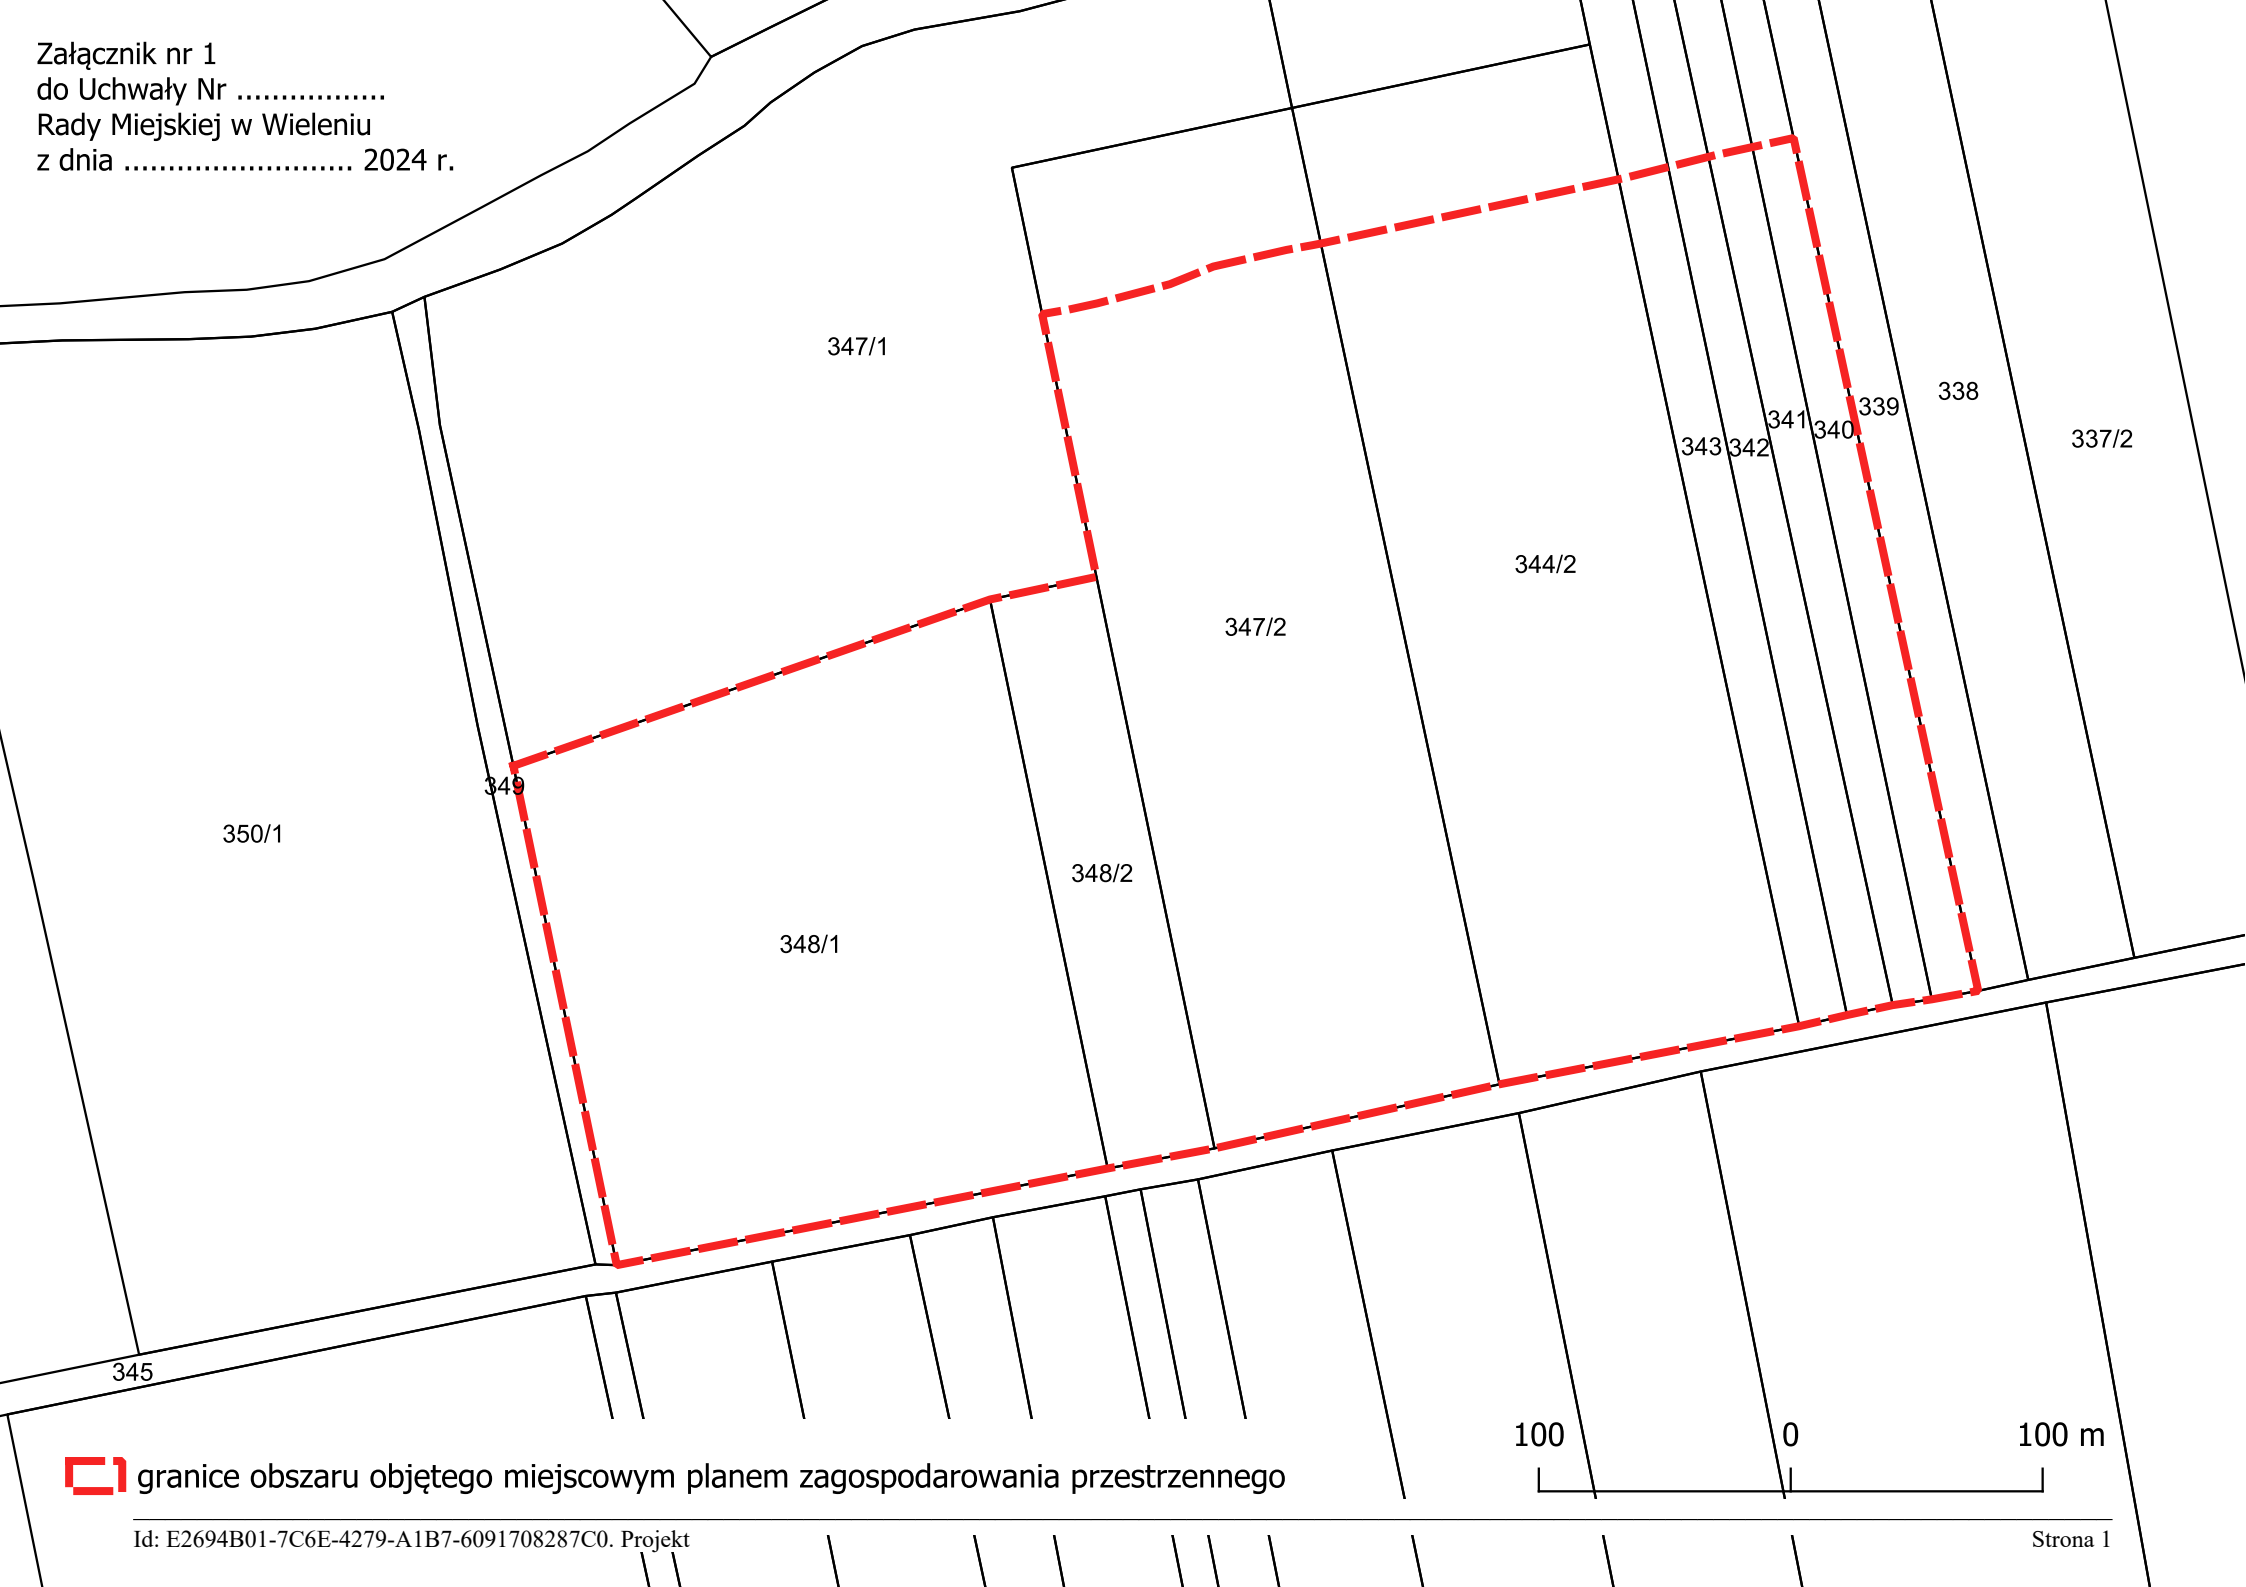 Załącznik nr 1
do Uchwały Nr .................
Rady Miejskiej w Wieleniu
z dnia .......................... 2024 r.
347/1
338
339
341
340
337/2
343
342
344/2
347/2
349
350/1
348/2
348/1
345
100 0 100 m
granice obszaru objętego miejscowym planem zagospodarowania przestrzennego
Id: E2694B01-7C6E-4279-A1B7-6091708287C0. Projekt
Strona 1